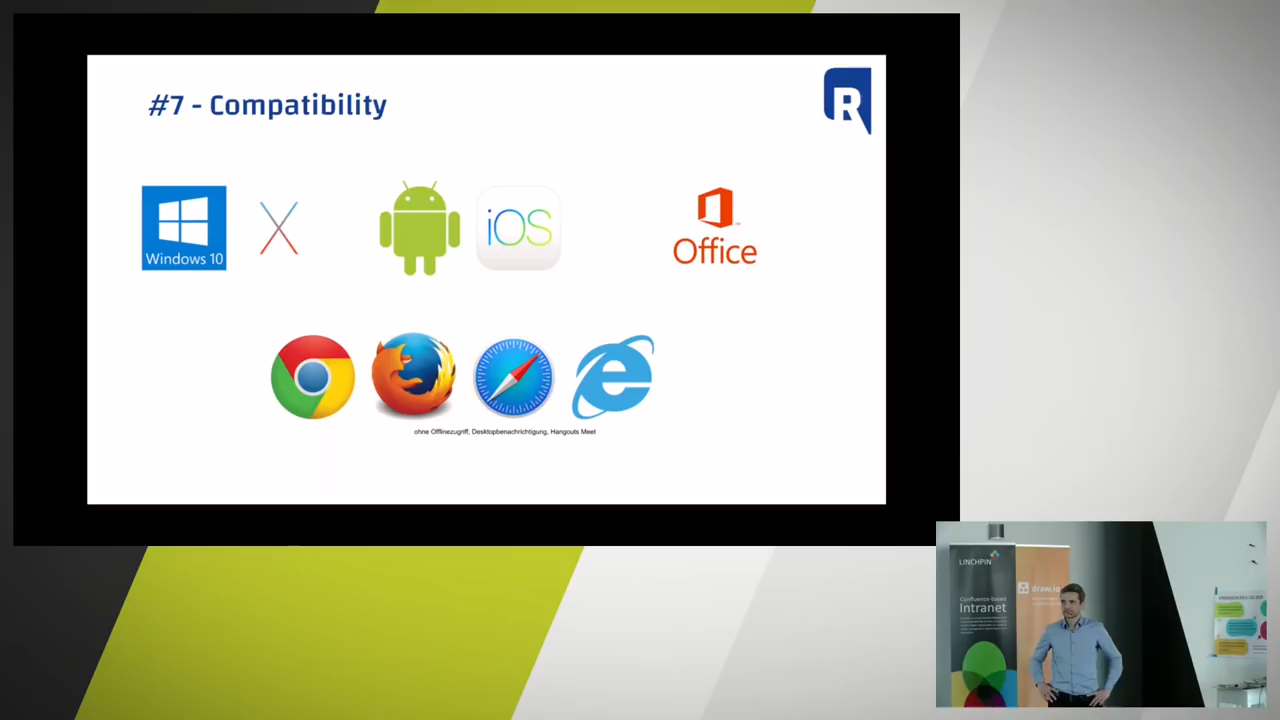 #7 - Compatibility
R
Windows 10
iOS
Office
ohne Offlinezugriff, Desktopbenachrichtigung, Hangouts Meet
LINCHPIN
Confluence-based
Intranet
draw.io